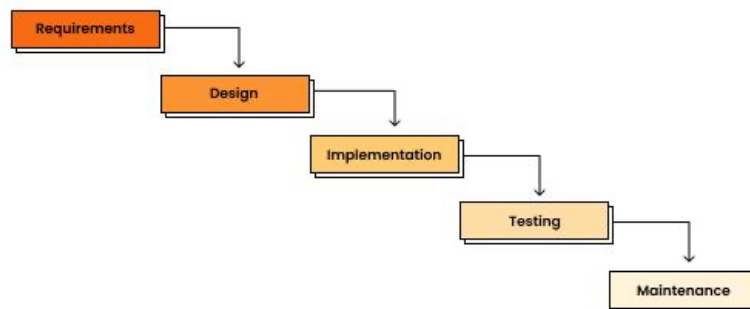 Requirements
Design
Implementation
Testing
Maintenance